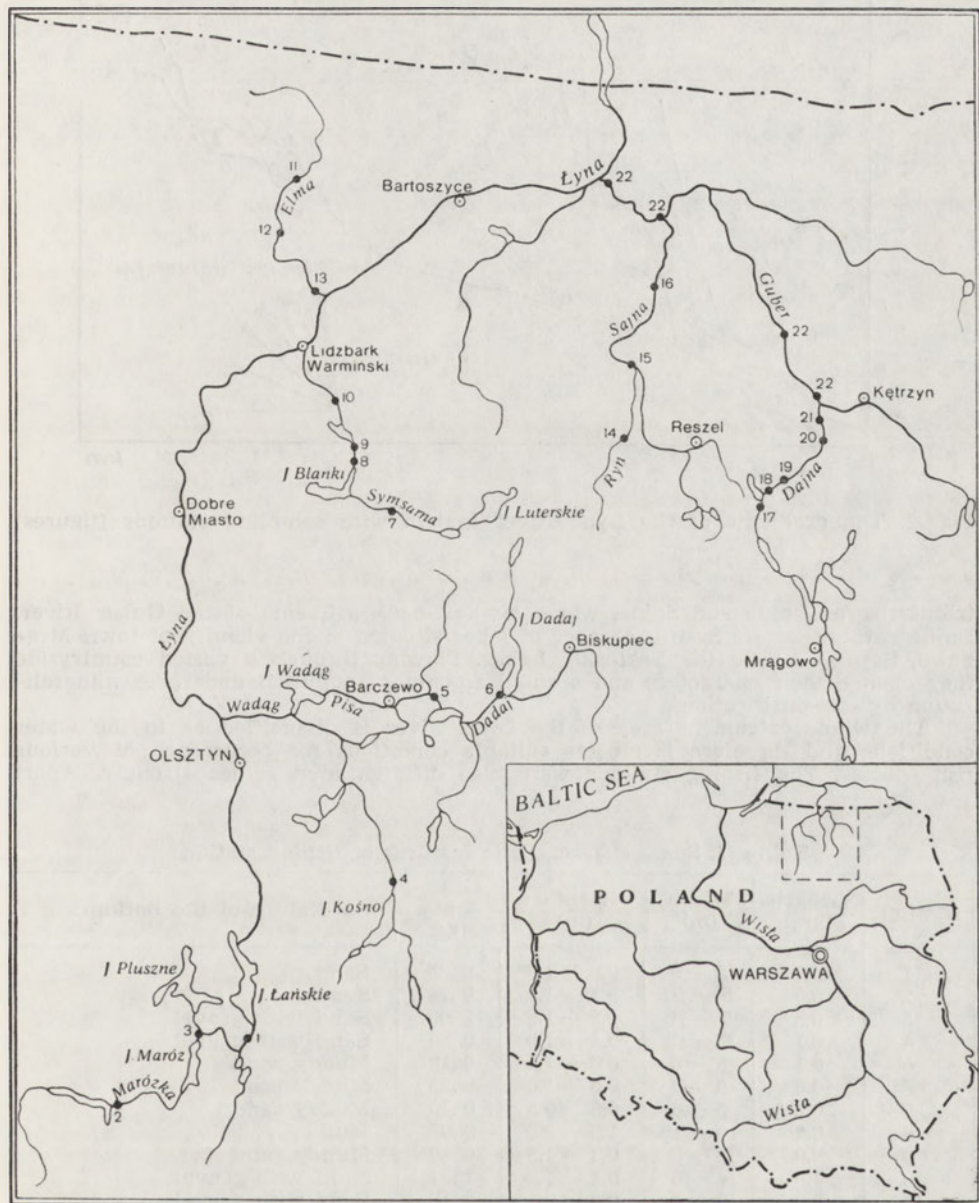 11
Elma
12
13
Bartoszyce
Łyna
22
22
16
Sajna
15
14
Ryn
Guber
22
22
Kętrzyn
21
20
Reszel
19
18
Dajna
17
Lidzbark
Warmiński
10
9
8
J Blanki
Symsarna
7
J Luterskie
Dobre
Miasto
Łyna
J Dadaj
Biskupiec
Mrągowo
J Wadąg
Barczewo
5
6
Wadąg
Pisa
Dadaj
OLSZTYN
4
J Kośno
J Pluszne
J. Łańskie
3
1
J. Maróz
Marózka
2
BALTIC SEA
POLAND
Wisła
WARSZAWA
Wisła